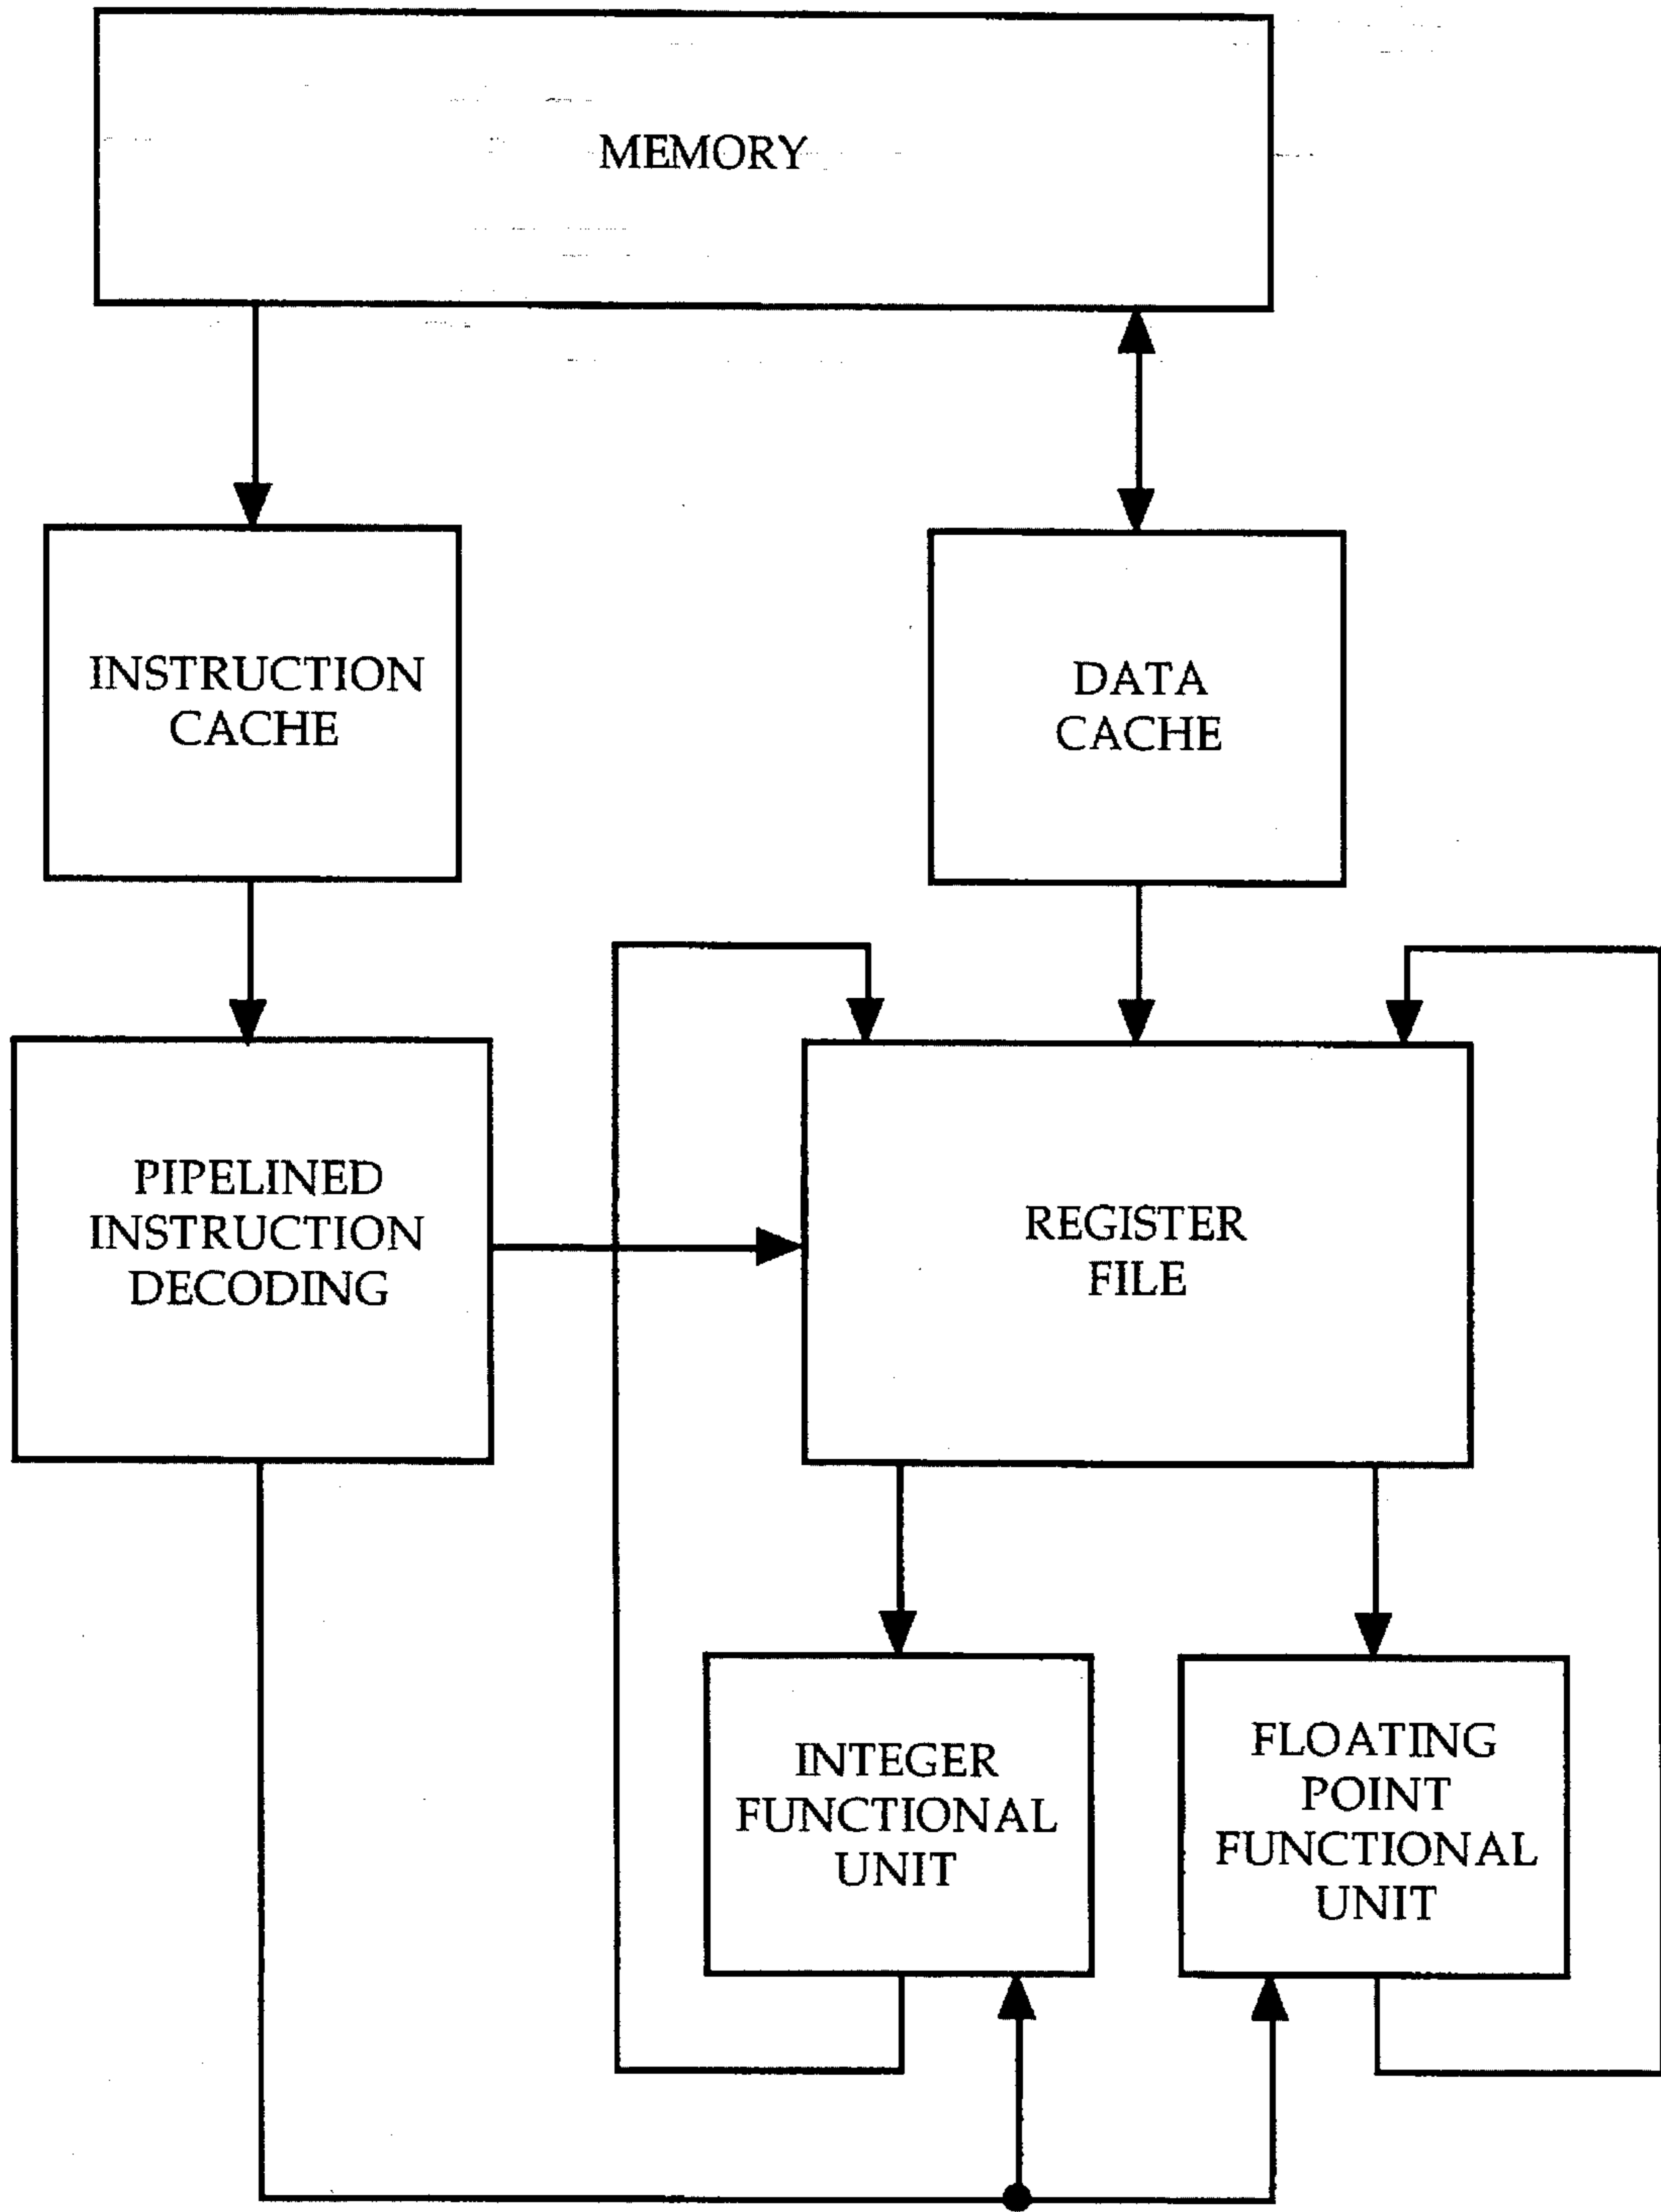 MEMORY
INSTRUCTION
CACHE
DATA
CACHE
PIPELINED
INSTRUCTION
DECODING
REGISTER
FILE
INTEGER
FUNCTIONAL
UNIT
FLOATING
POINT
FUNCTIONAL
UNIT